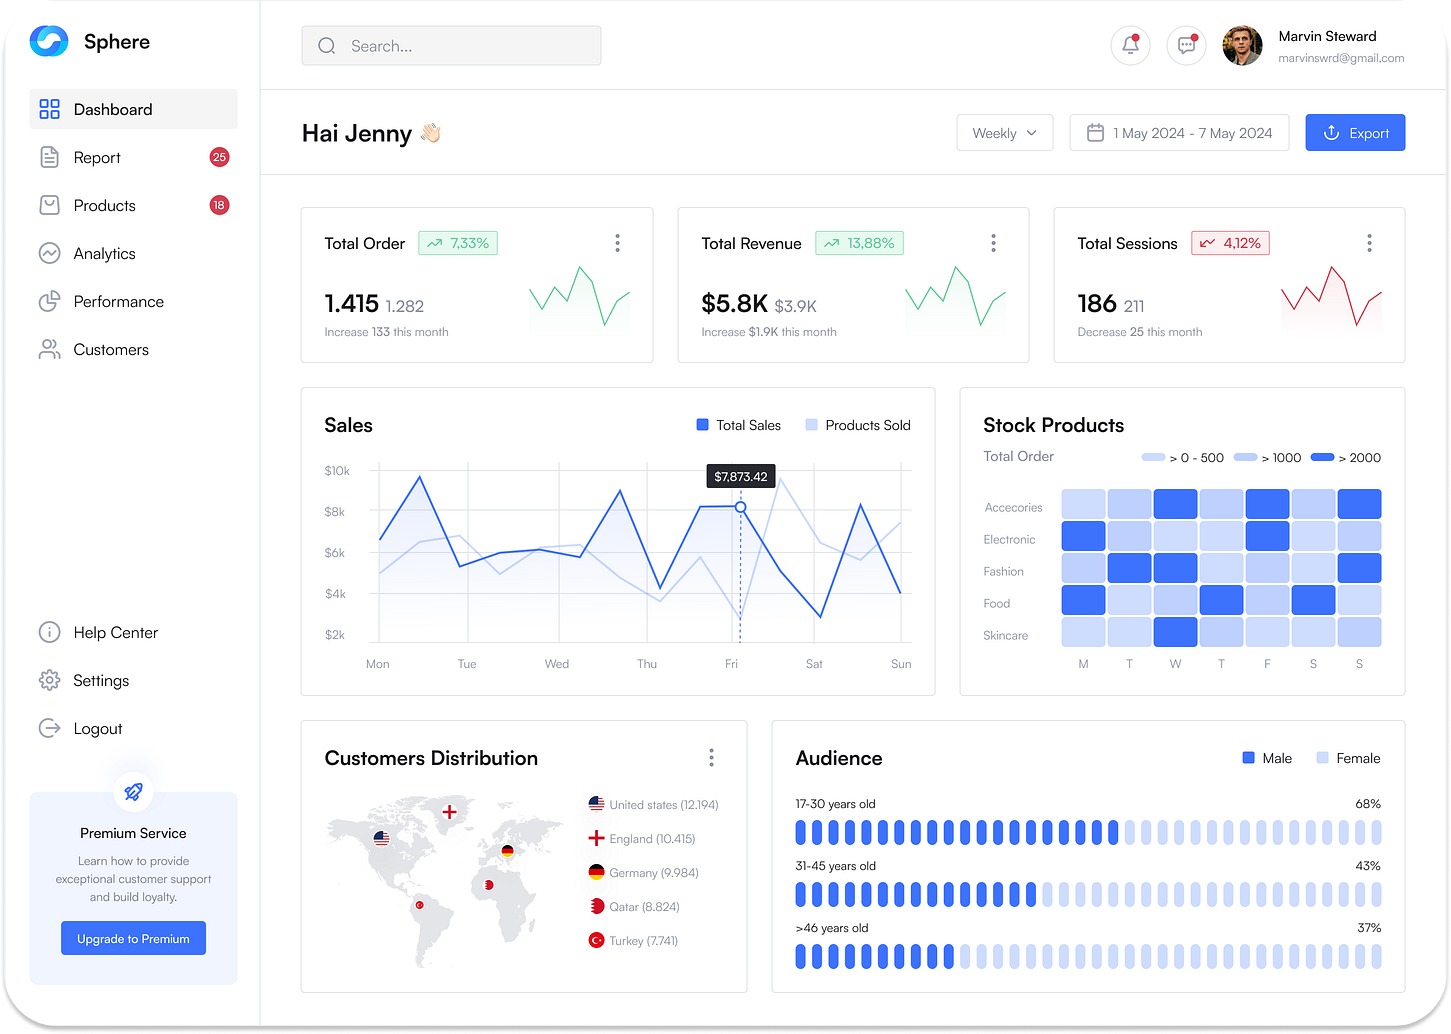 Sphere
Search...
Marvin Steward
marvinswrd@gmail,com
Dashboard
Report 25
Products 18
Analytics
Performance
Customers
Help Center
Settings
Logout
Premium Service
Learn how to provide
exceptional customer support
and build loyalty.
Upgrade to Premium
Hai Jenny 👋🏻
Weekly
1 May 2024 - 7 May 2024
Export
Total Order 7,33%
1.415 1.282
Increase 133 this month
Total Revenue 13,88%
$5.8K $3.9K
Increase $1.9K this month
Total Sessions 4,12%
186 211
Decrease 25 this month
Sales
Total Sales Products Sold
$10k
$8k
$6k
$4k
$2k
$7,873.42
Mon Tue Wed Thu Fri Sat Sun
Stock Products
Total Order
> 0 - 500 > 1000 > 2000
Accecories
Electronic
Fashion
Food
Skincare
M T W T F S S
Customers Distribution
United states (12.194)
England (10.415)
Germany (9.984)
Qatar (8.824)
Turkey (7.741)
Audience
Male Female
17-30 years old 68%
31-45 years old 43%
>46 years old 37%